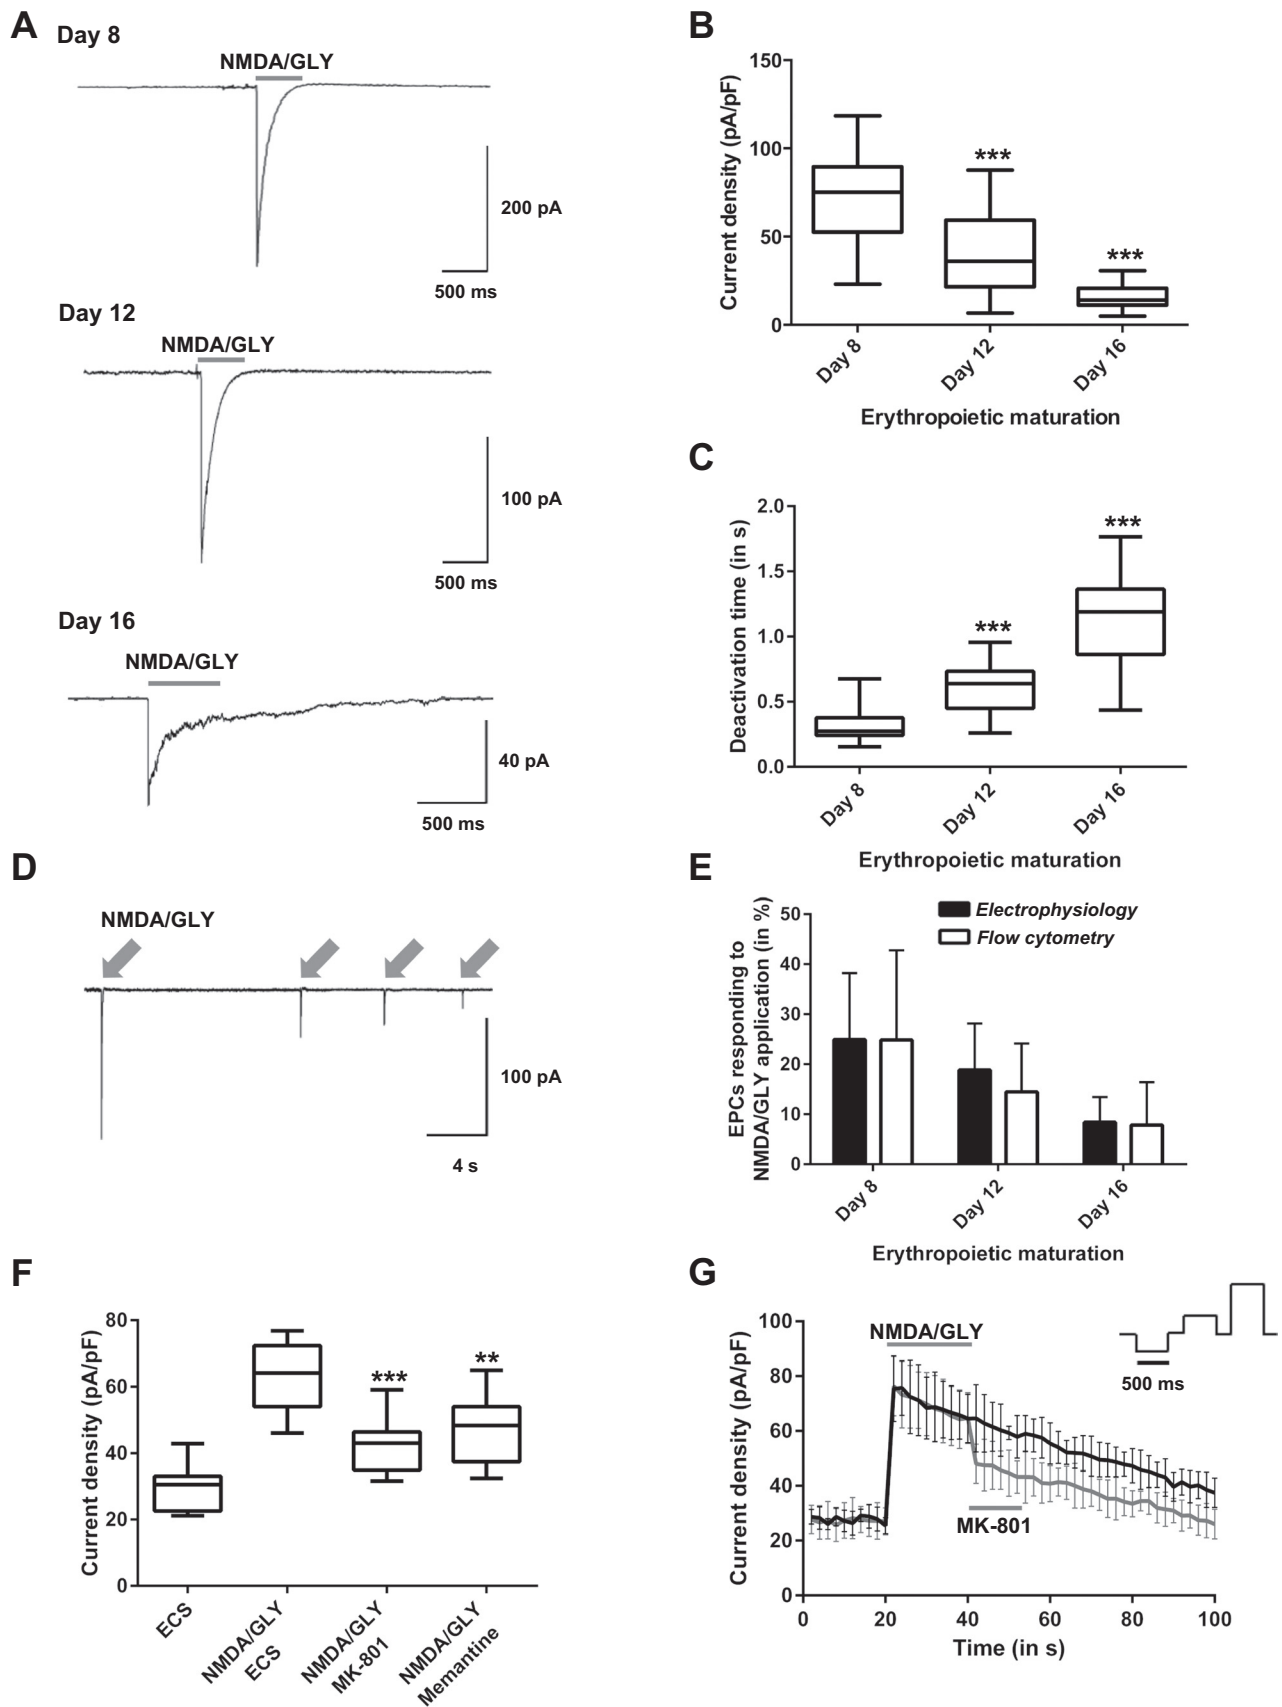 A
Day 8
NMDA/GLY
200 pA
500 ms
Day 12
NMDA/GLY
100 pA
500 ms
Day 16
NMDA/GLY
40 pA
500 ms
B
Current density (pA/pF)
150
100
50
0
***
***
Day 8
Day 12
Day 16
Erythropoietic maturation
C
Deactivation time (in s)
2.0
1.5
1.0
0.5
0.0
***
***
Day 8
Day 12
Day 16
Erythropoietic maturation
D
NMDA/GLY
100 pA
4 s
E
EPCs responding to
NMDA/GLY application (in %)
50
40
30
20
10
0
Electrophysiology
Flow cytometry
Day 8
Day 12
Day 16
Erythropoietic maturation
F
Current density (pA/pF)
80
60
40
20
0
***
**
ECS
NMDA/GLY
ECS
NMDA/GLY
MK-801
NMDA/GLY
Memantine
G
Current density (pA/pF)
100
80
60
40
20
0
NMDA/GLY
500 ms
MK-801
0
20
40
60
80
100
Time (in s)